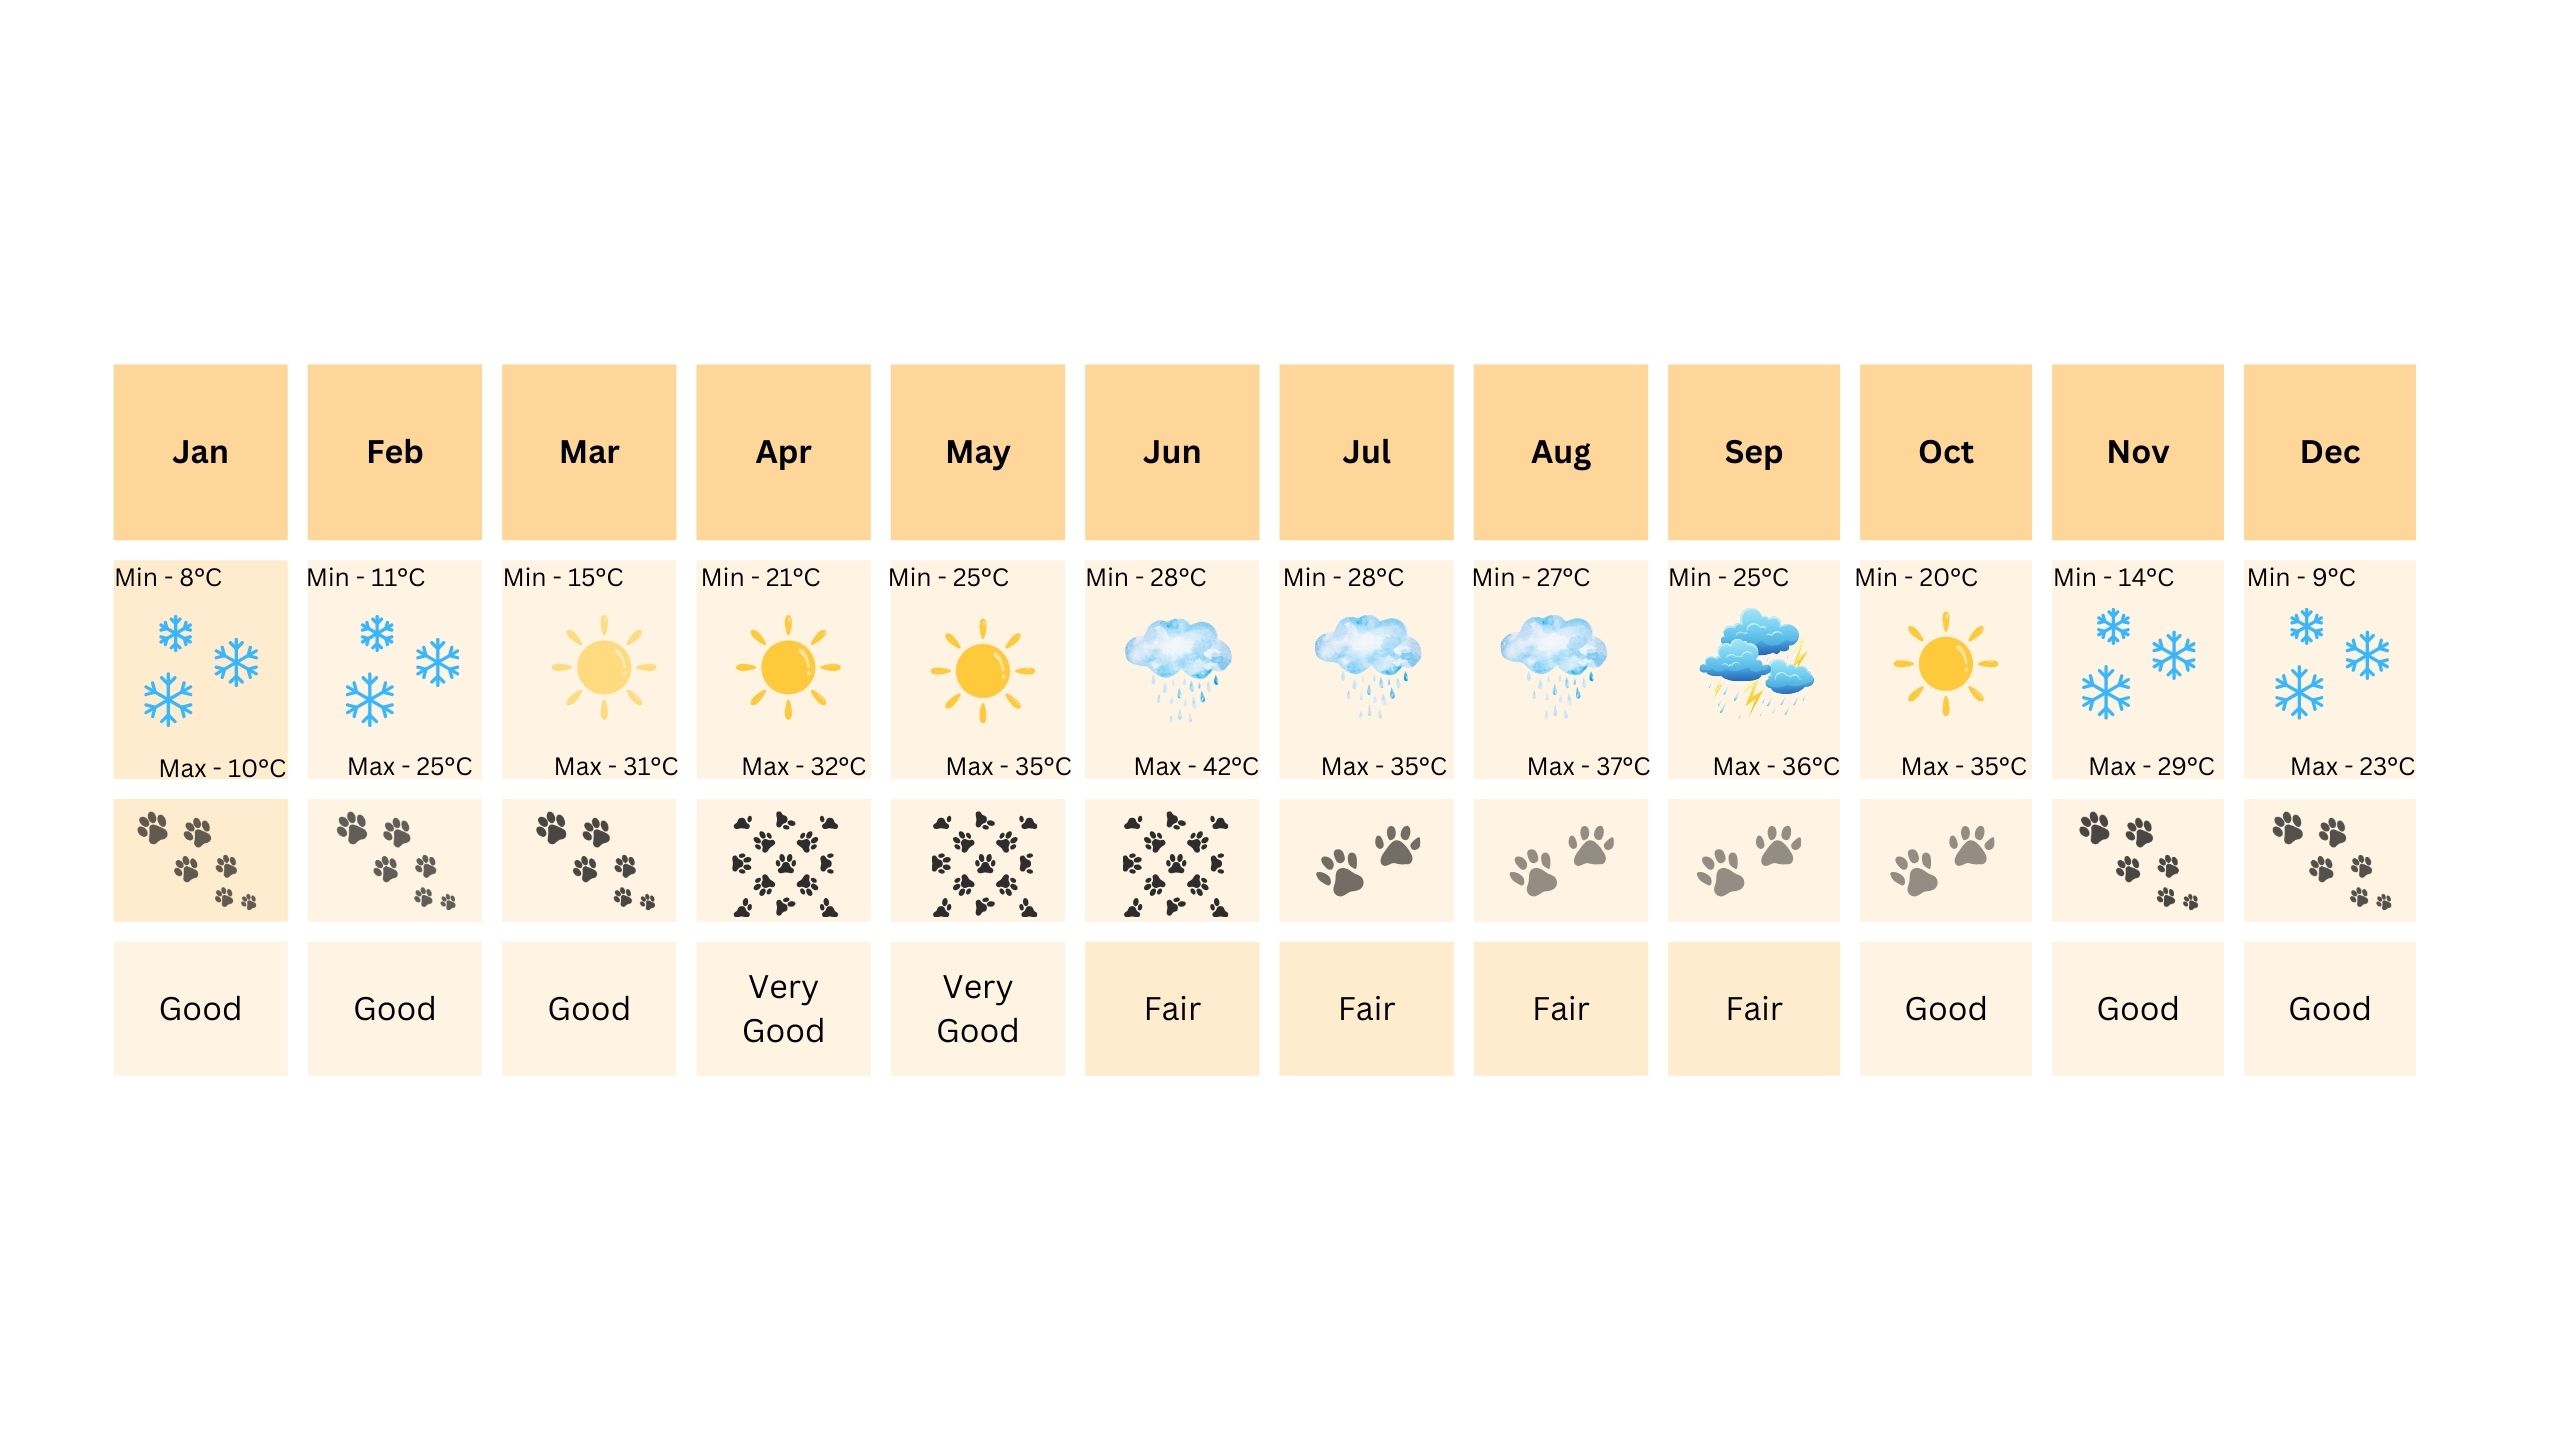 Jan Feb Mar Apr May Jun Jul Aug Sep Oct Nov Dec
Min - 8°C Min - 11°C Min - 15°C Min - 21°C Min - 25°C Min - 28°C Min - 28°C Min - 27°C Min - 25°C Min - 20°C Min - 14°C Min - 9°C
Max - 10°C Max - 25°C Max - 31°C Max - 32°C Max - 35°C Max - 42°C Max - 35°C Max - 37°C Max - 36°C Max - 35°C Max - 29°C Max - 23°C
Good Good Good Very Good Very Good Fair Fair Fair Fair Good Good Good